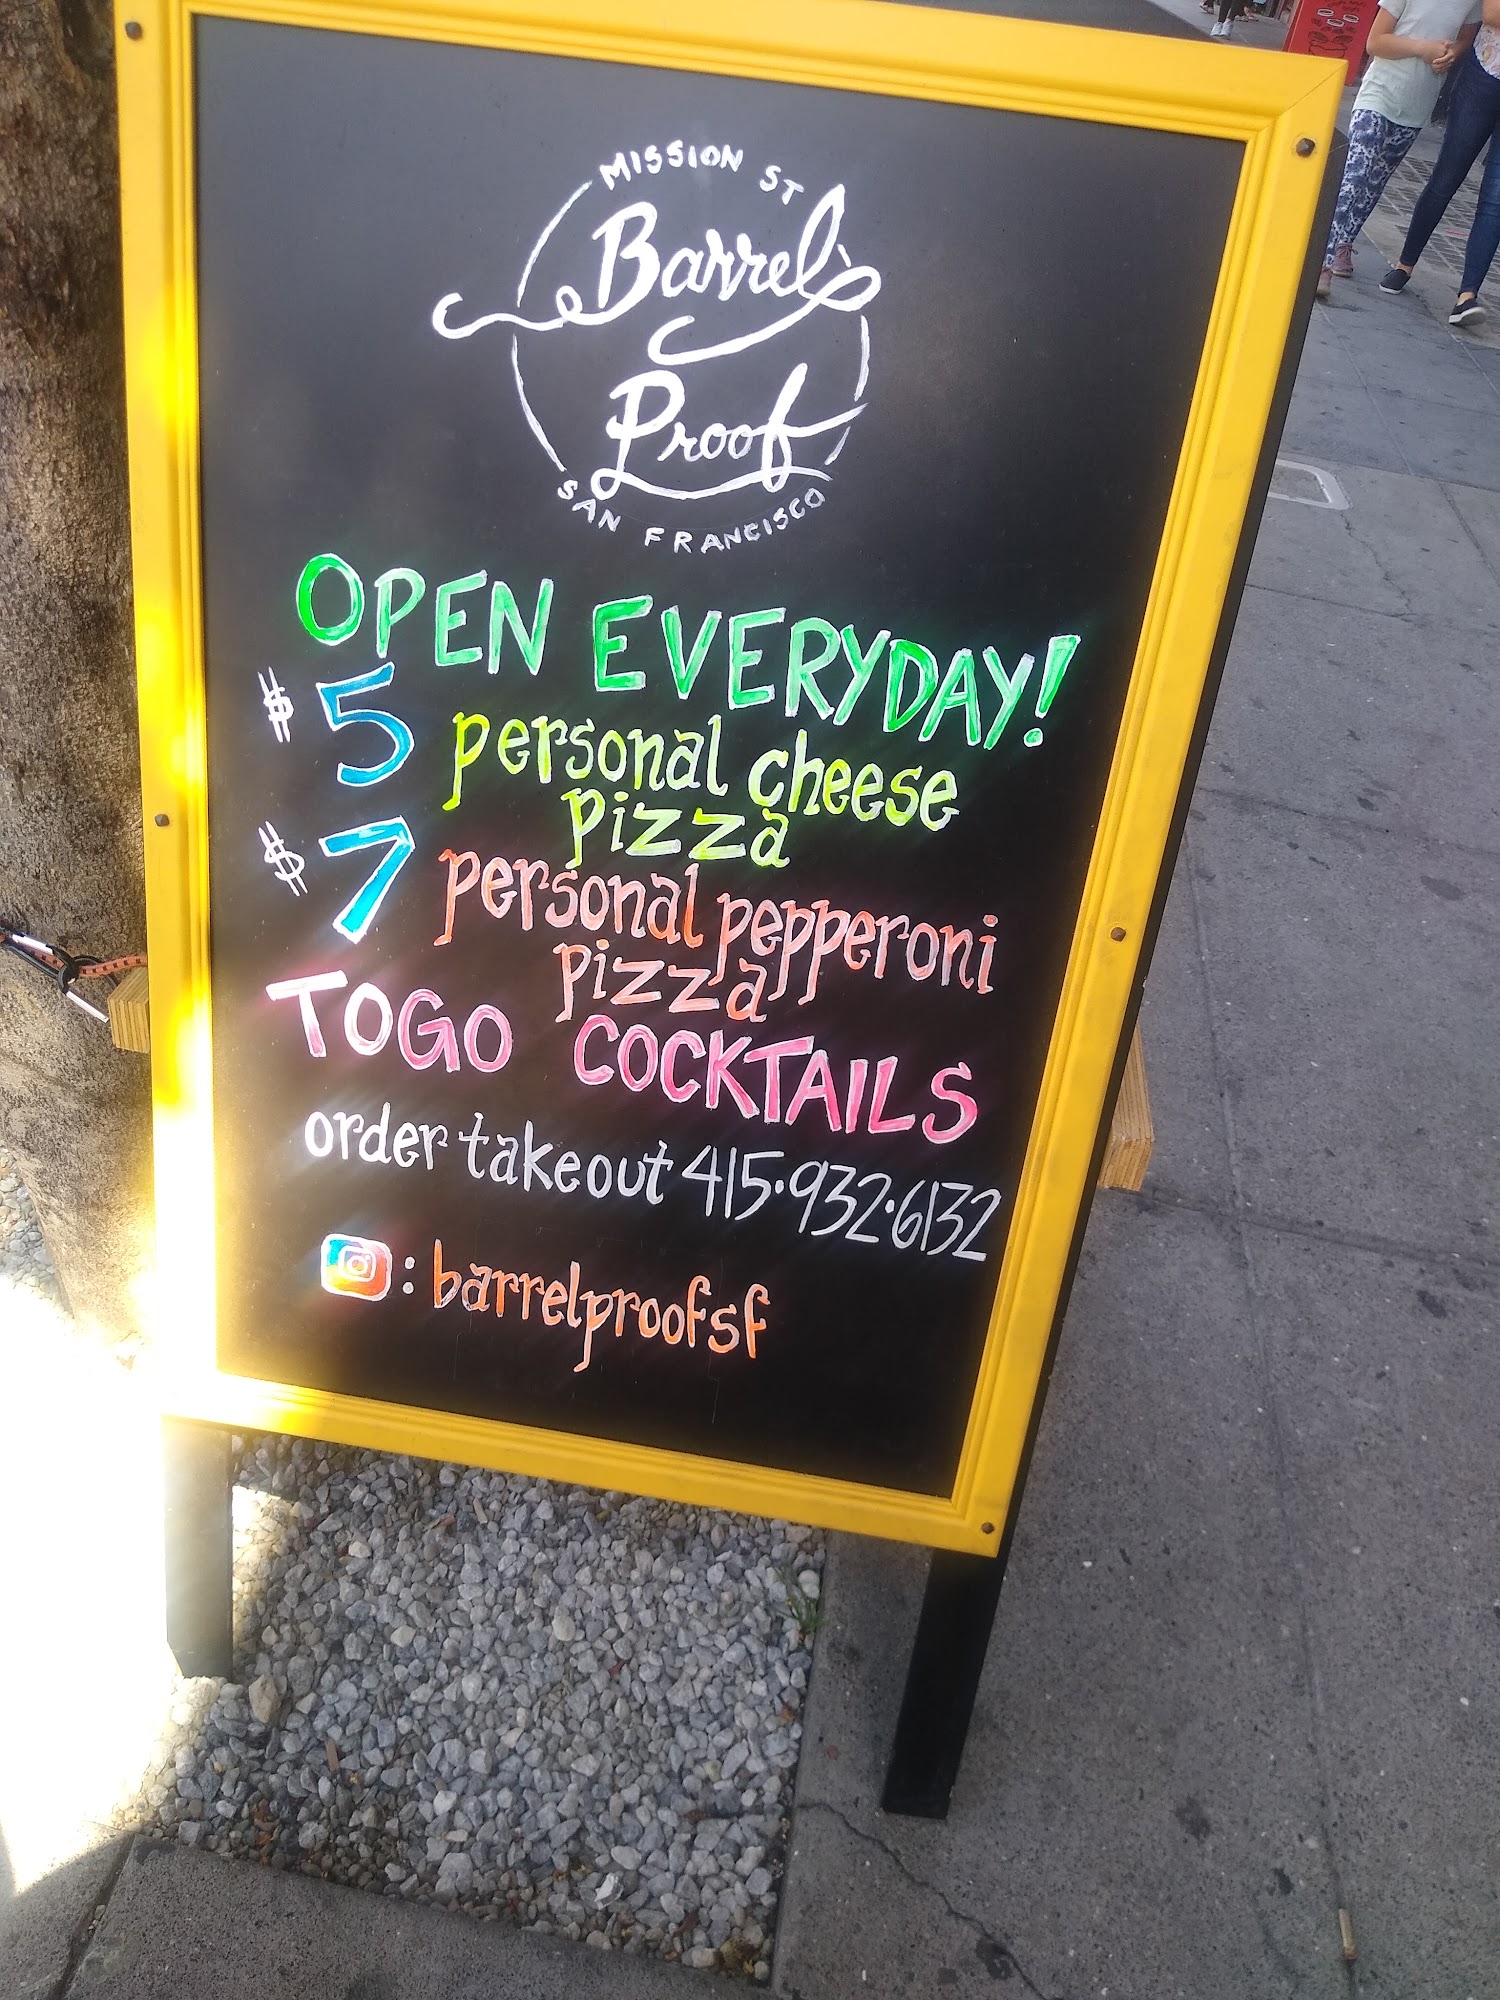 MISSION ST
Barrel
Proof
SAN FRANCISCO
OPEN EVERYDAY!
$5 personal cheese
pizza
$7 personal pepperoni
pizza
TOGO COCKTAILS
order takeout 415·932·6132
: barrelproofsf